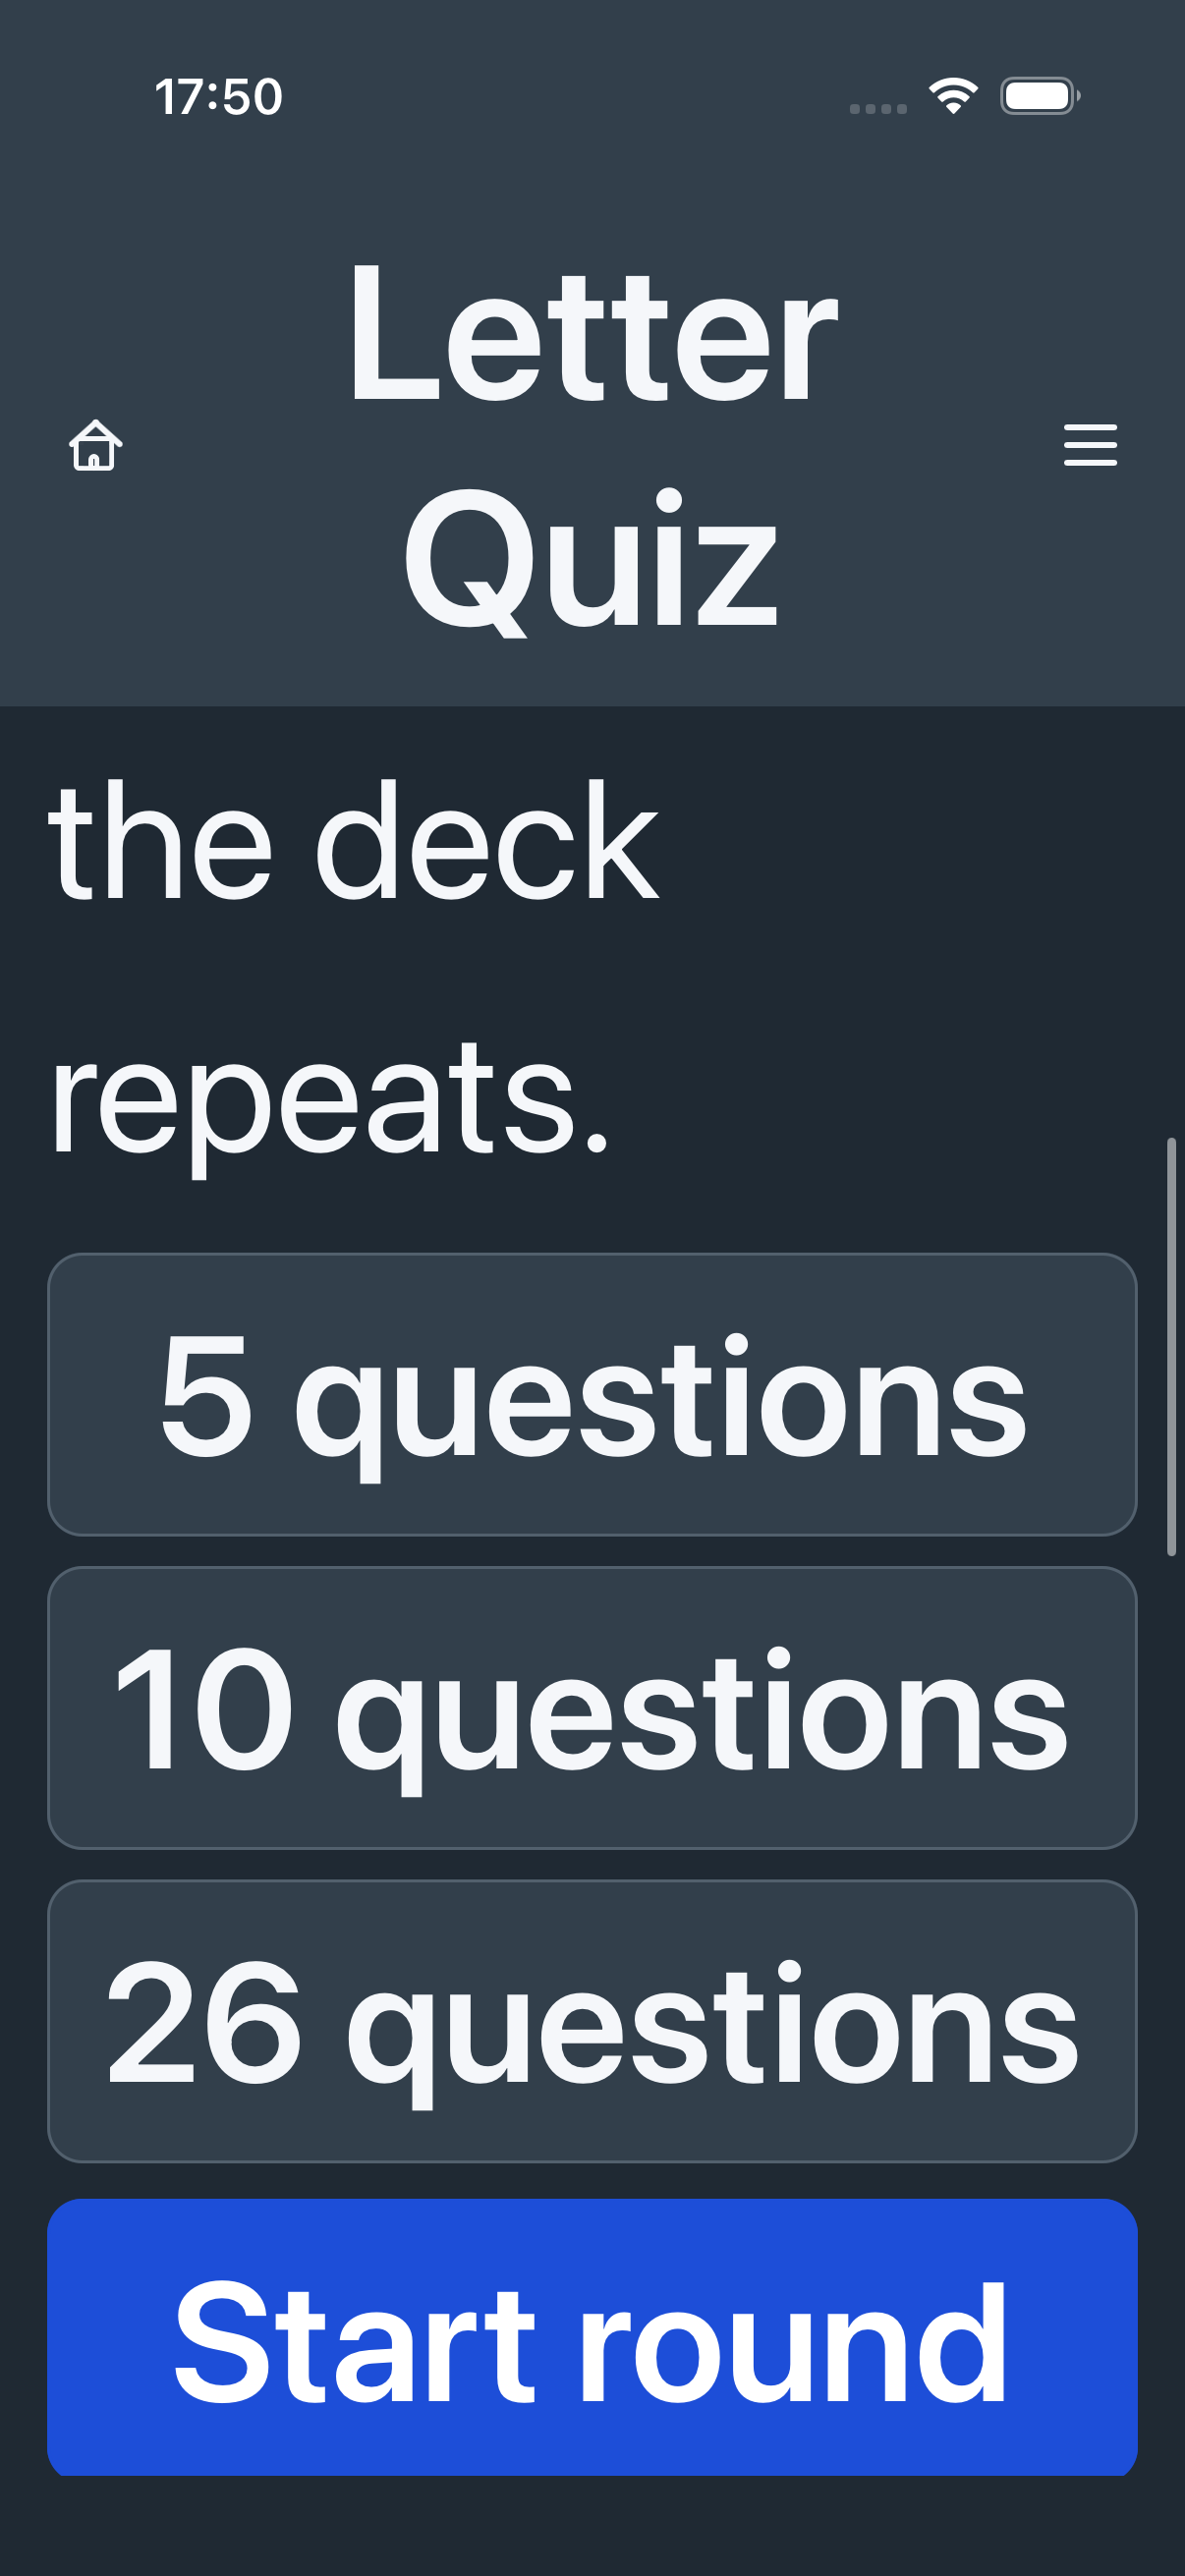 17:50
Letter
Quiz
the deck
repeats.
5 questions
10 questions
26 questions
Start round